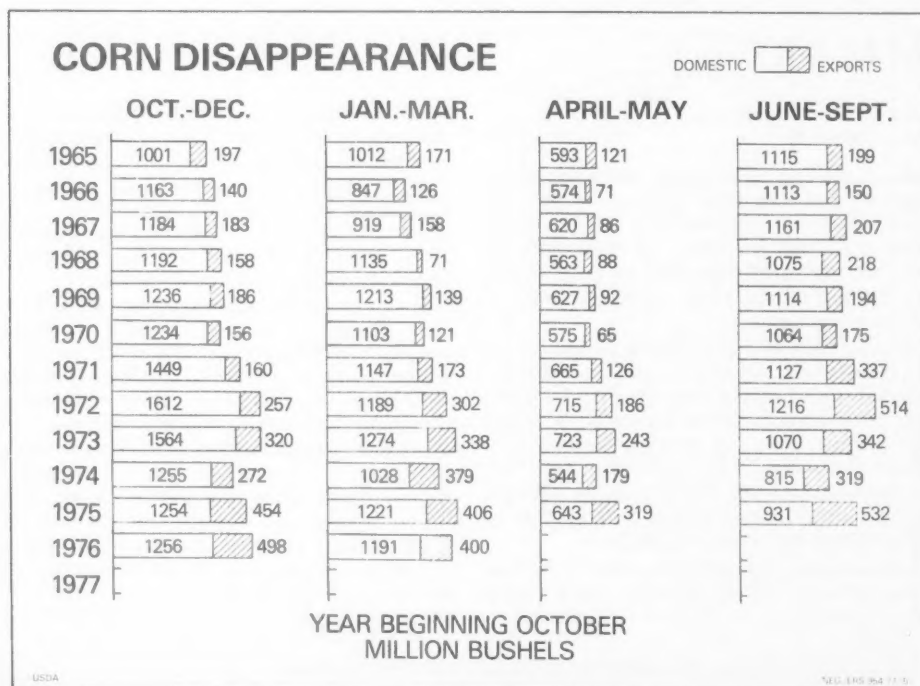 CORN DISAPPEARANCE
DOMESTIC EXPORTS
OCT.-DEC. JAN.-MAR. APRIL-MAY JUNE-SEPT.
1965 1001 197 1012 171 593 121 1115 199
1966 1163 140 847 126 574 71 1113 150
1967 1184 183 919 158 620 86 1161 207
1968 1192 158 1135 71 563 88 1075 218
1969 1236 186 1213 139 627 92 1114 194
1970 1234 156 1103 121 575 65 1064 175
1971 1449 160 1147 173 665 126 1127 337
1972 1612 257 1189 302 715 186 1216 514
1973 1564 320 1274 338 723 243 1070 342
1974 1255 272 1028 379 544 179 815 319
1975 1254 454 1221 406 643 319 931 532
1976 1256 498 1191 400
1977
YEAR BEGINNING OCTOBER
MILLION BUSHELS
USDA NEG. ERS